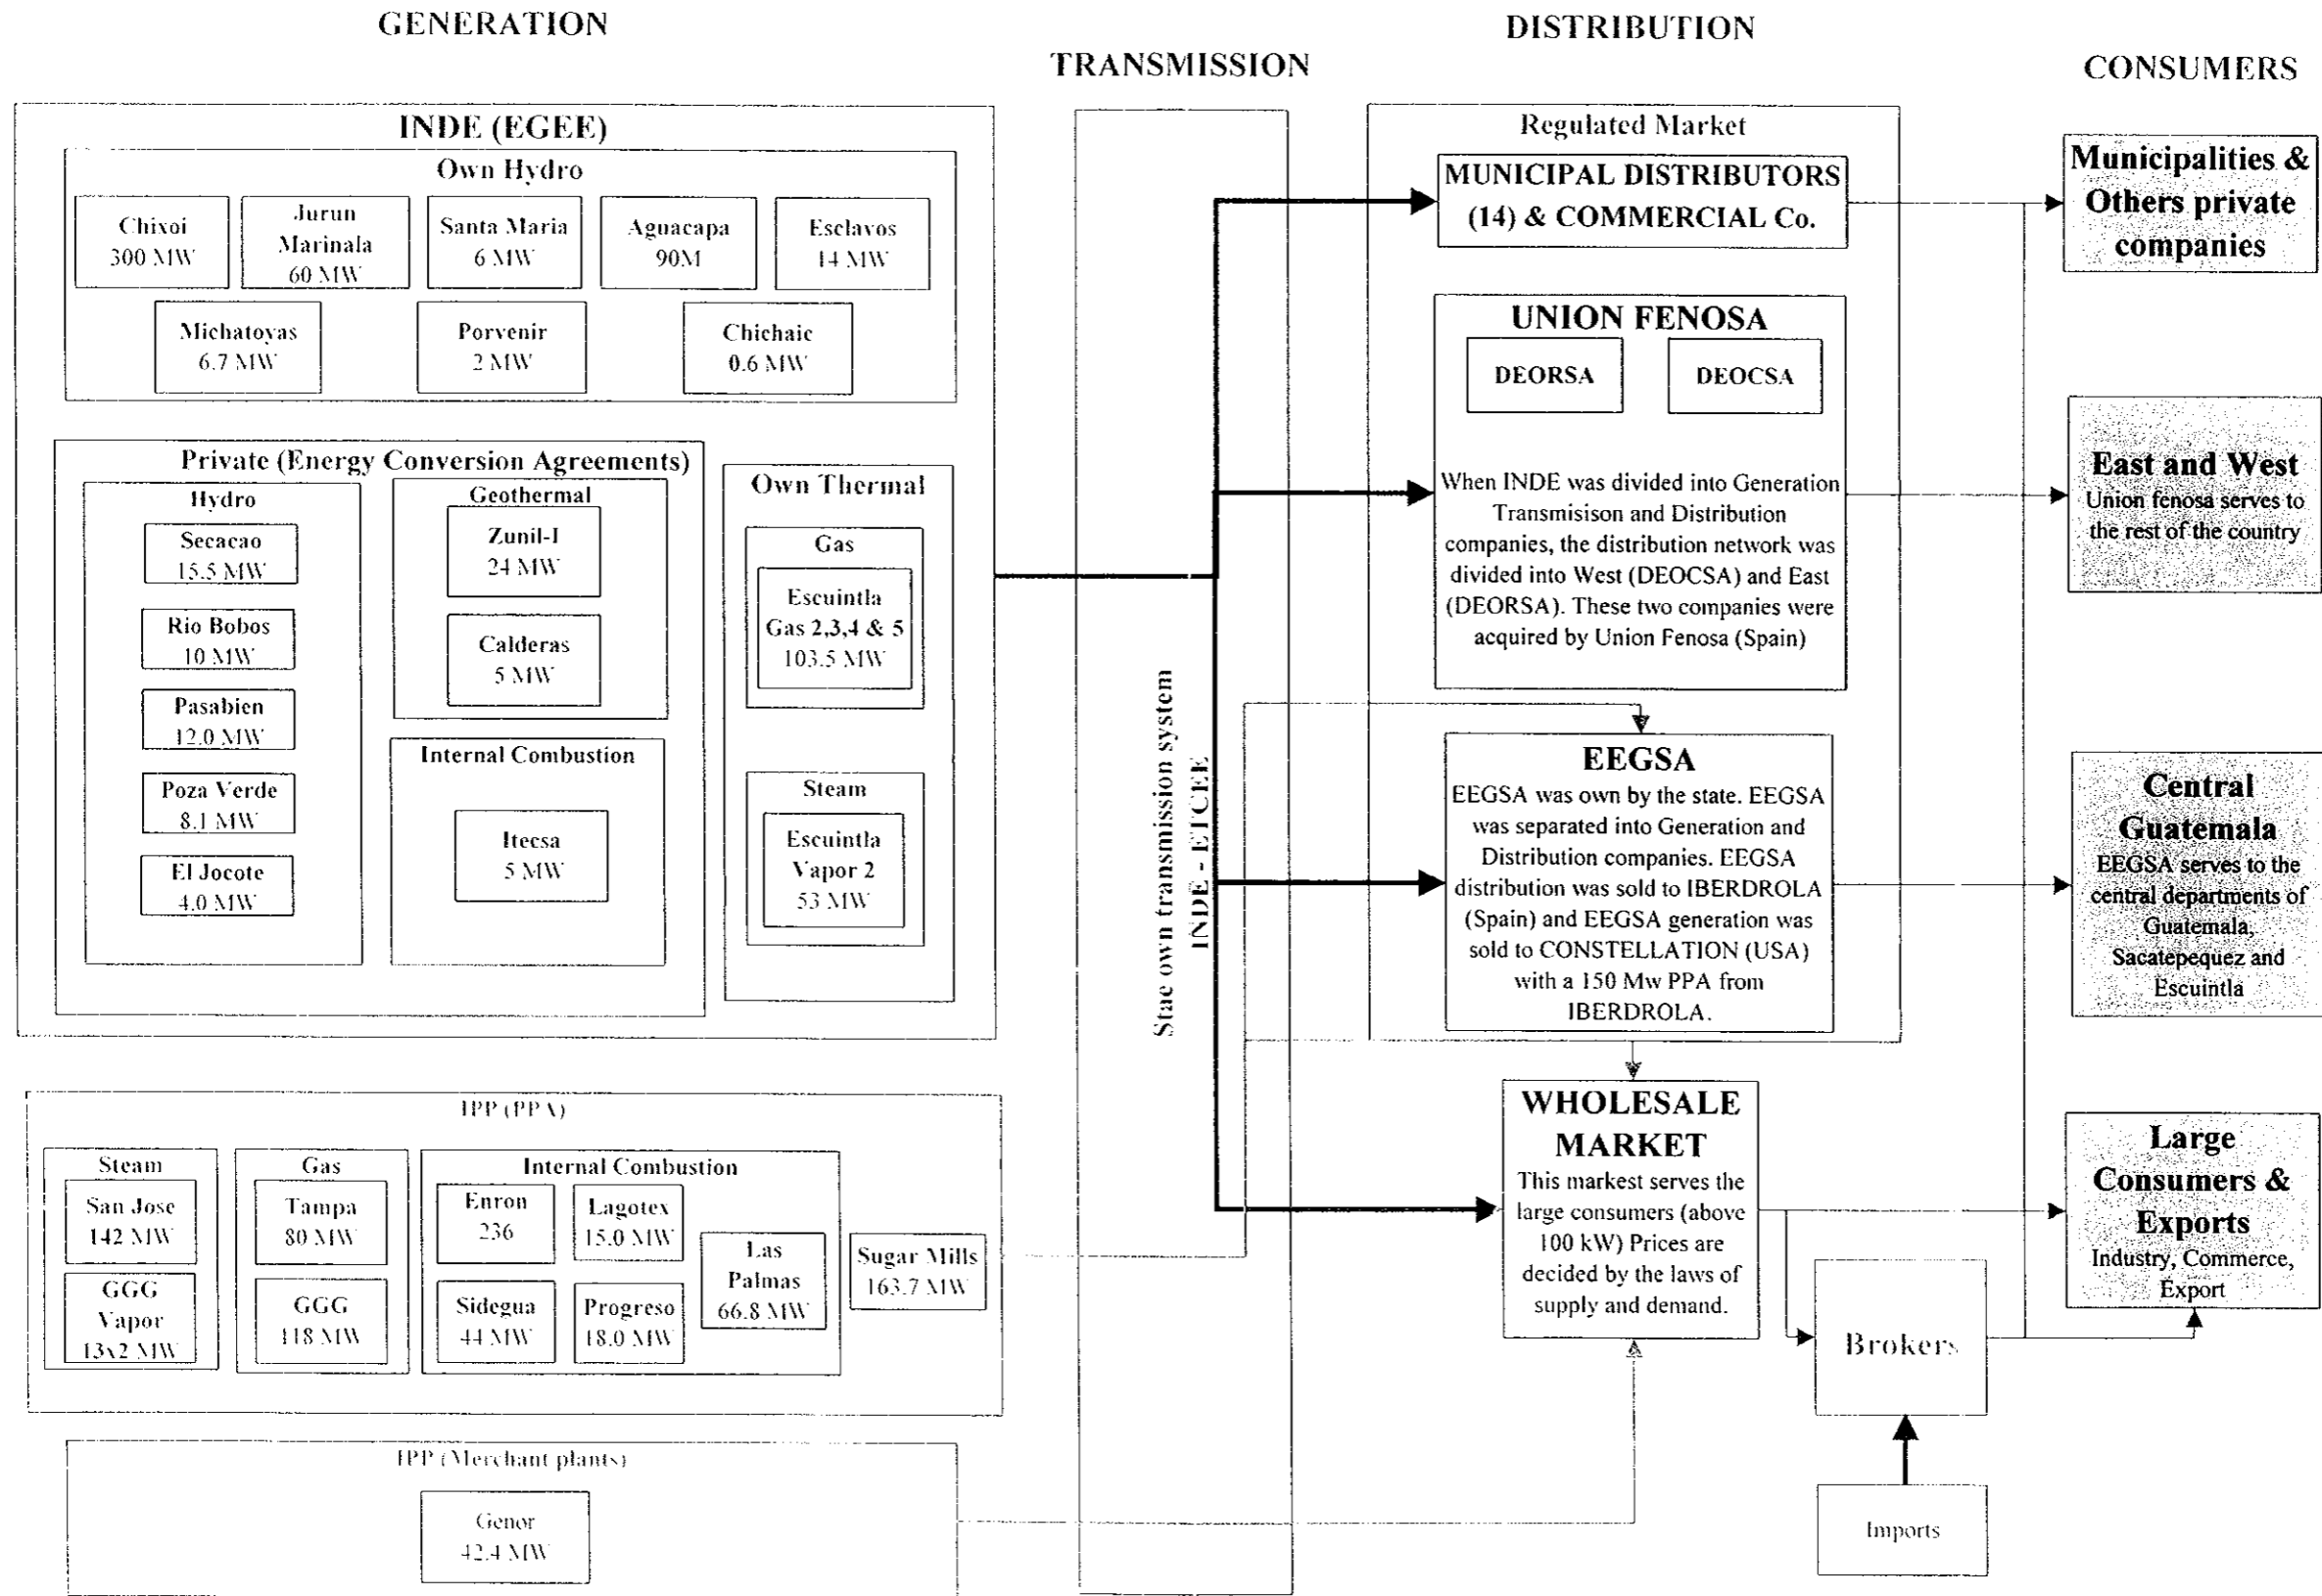 GENERATION
TRANSMISSION
DISTRIBUTION
CONSUMERS
INDE (EGEE)
Own Hydro
Chixoi
300 MW
Jurun
Marinala
60 MW
Santa Maria
6 MW
Aguacapa
90M
Esclavos
14 MW
Michatoyas
6.7 MW
Porvenir
2 MW
Chichaic
0.6 MW
Private (Energy Conversion Agreements)
Hydro
Secacao
15.5 MW
Rio Bobos
10 MW
Pasabien
12.0 MW
Poza Verde
8.1 MW
El Jocote
4.0 MW
Geothermal
Zunil-I
24 MW
Calderas
5 MW
Internal Combustion
Itecsa
5 MW
Own Thermal
Gas
Escuintla
Gas 2,3,4 & 5
103.5 MW
Steam
Escuintla
Vapor 2
53 MW
IPP (PPA)
Steam
San Jose
142 MW
GGG
Vapor
13x2 MW
Gas
Tampa
80 MW
GGG
118 MW
Internal Combustion
Enron
236
Lagotex
15.0 MW
Sidegua
44 MW
Progreso
18.0 MW
Las
Palmas
66.8 MW
Sugar Mills
163.7 MW
IPP (Merchant plants)
Genor
42.4 MW
Stae own transmission system
INDE - ETCEE
Regulated Market
MUNICIPAL DISTRIBUTORS
(14) & COMMERCIAL Co.
UNION FENOSA
DEORSA
DEOCSA
When INDE was divided into Generation
Transmisison and Distribution
companies, the distribution network was
divided into West (DEOCSA) and East
(DEORSA). These two companies were
acquired by Union Fenosa (Spain)
EEGSA
EEGSA was own by the state. EEGSA
was separated into Generation and
Distribution companies. EEGSA
distribution was sold to IBERDROLA
(Spain) and EEGSA generation was
sold to CONSTELLATION (USA)
with a 150 Mw PPA from
IBERDROLA.
WHOLESALE
MARKET
This markest serves the
large consumers (above
100 kW) Prices are
decided by the laws of
supply and demand.
Brokers
Imports
Municipalities &
Others private
companies
East and West
Union fenosa serves to
the rest of the country
Central
Guatemala
EEGSA serves to the
central departments of
Guatemala,
Sacatepequez and
Escuintla
Large
Consumers &
Exports
Industry, Commerce,
Export